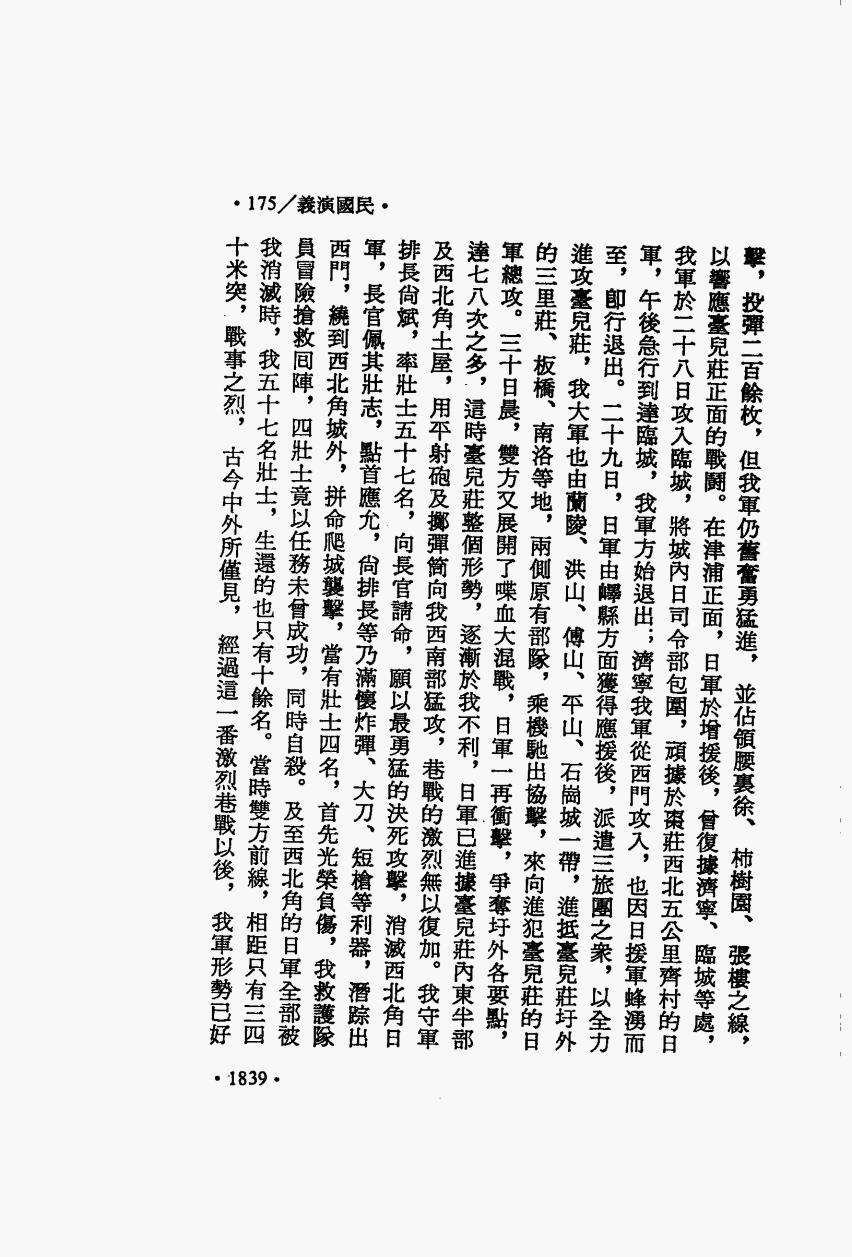 •175／義演國民•
擊，投彈二百餘枚，但我軍仍舊奮勇猛進，並佔領腰裏徐、柿樹園、張樓之線，
以響應臺兒莊正面的戰鬪。在津浦正面，日軍於增援後，曾復據濟寧、臨城等處，
我軍於二十八日攻入臨城，將城內日司令部包圍，頑據於棗莊西北五公里齊村的日
軍，午後急行到達臨城，我軍方始退出；濟寧我軍從西門攻入，也因日援軍蜂湧而
至，卽行退出。二十九日，日軍由嶧縣方面獲得應援後，派遣三旅團之衆，以全力
進攻臺兒莊，我大軍也由蘭陵、洪山、傅山、平山、石崗城一帶，進抵臺兒莊圩外
的三里莊、板橋、南洛等地，兩側原有部隊，乘機馳出協擊，來向進犯臺兒莊的日
軍總攻。三十日晨，雙方又展開了喋血大混戰，日軍一再衝擊，爭奪圩外各要點，
達七八次之多，這時臺兒莊整個形勢，逐漸於我不利，日軍已進據臺兒莊內東半部
及西北角土屋，用平射砲及擲彈筒向我西南部猛攻，巷戰的激烈無以復加。我守軍
排長尙斌，率壯士五十七名，向長官請命，願以最勇猛的決死攻擊，消滅西北角日
軍，長官佩其壯志，點首應允，尙排長等乃滿懷炸彈、大刀、短槍等利器，潛踪出
西門，繞到西北角城外，拼命爬城襲擊，當有壯士四名，首先光榮負傷，我救護隊
員冒險搶救囘陣，四壯士竟以任務未曾成功，同時自殺。及至西北角的日軍全部被
我消滅時，我五十七名壯士，生還的也只有十餘名。當時雙方前線，相距只有三四
十米突，戰事之烈，古今中外所僅見，經過這一番激烈巷戰以後，我軍形勢已好
•1839•